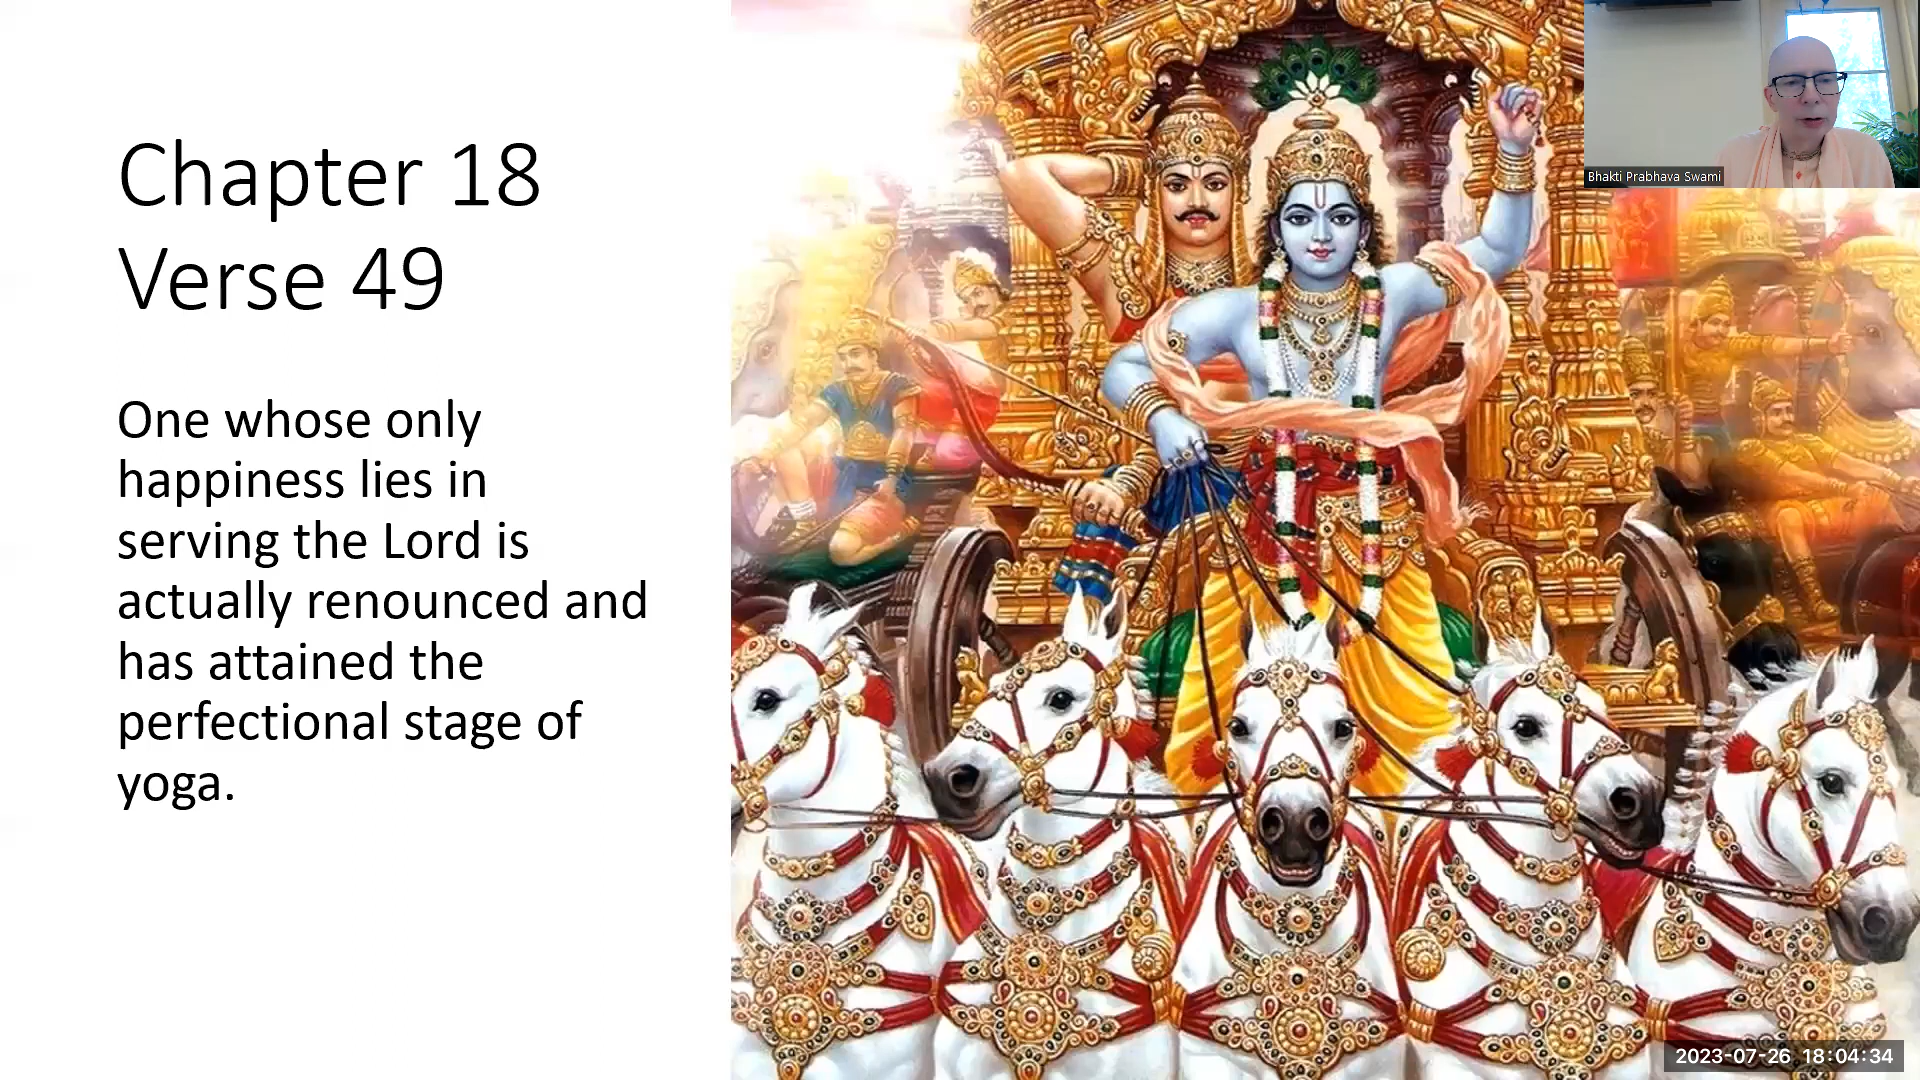 Chapter 18
Verse 49
One whose only
happiness lies in
serving the Lord is
actually renounced and
has attained the
perfectional stage of
yoga.
Bhakti Prabhava Swami
2023-07-26 18:04:34